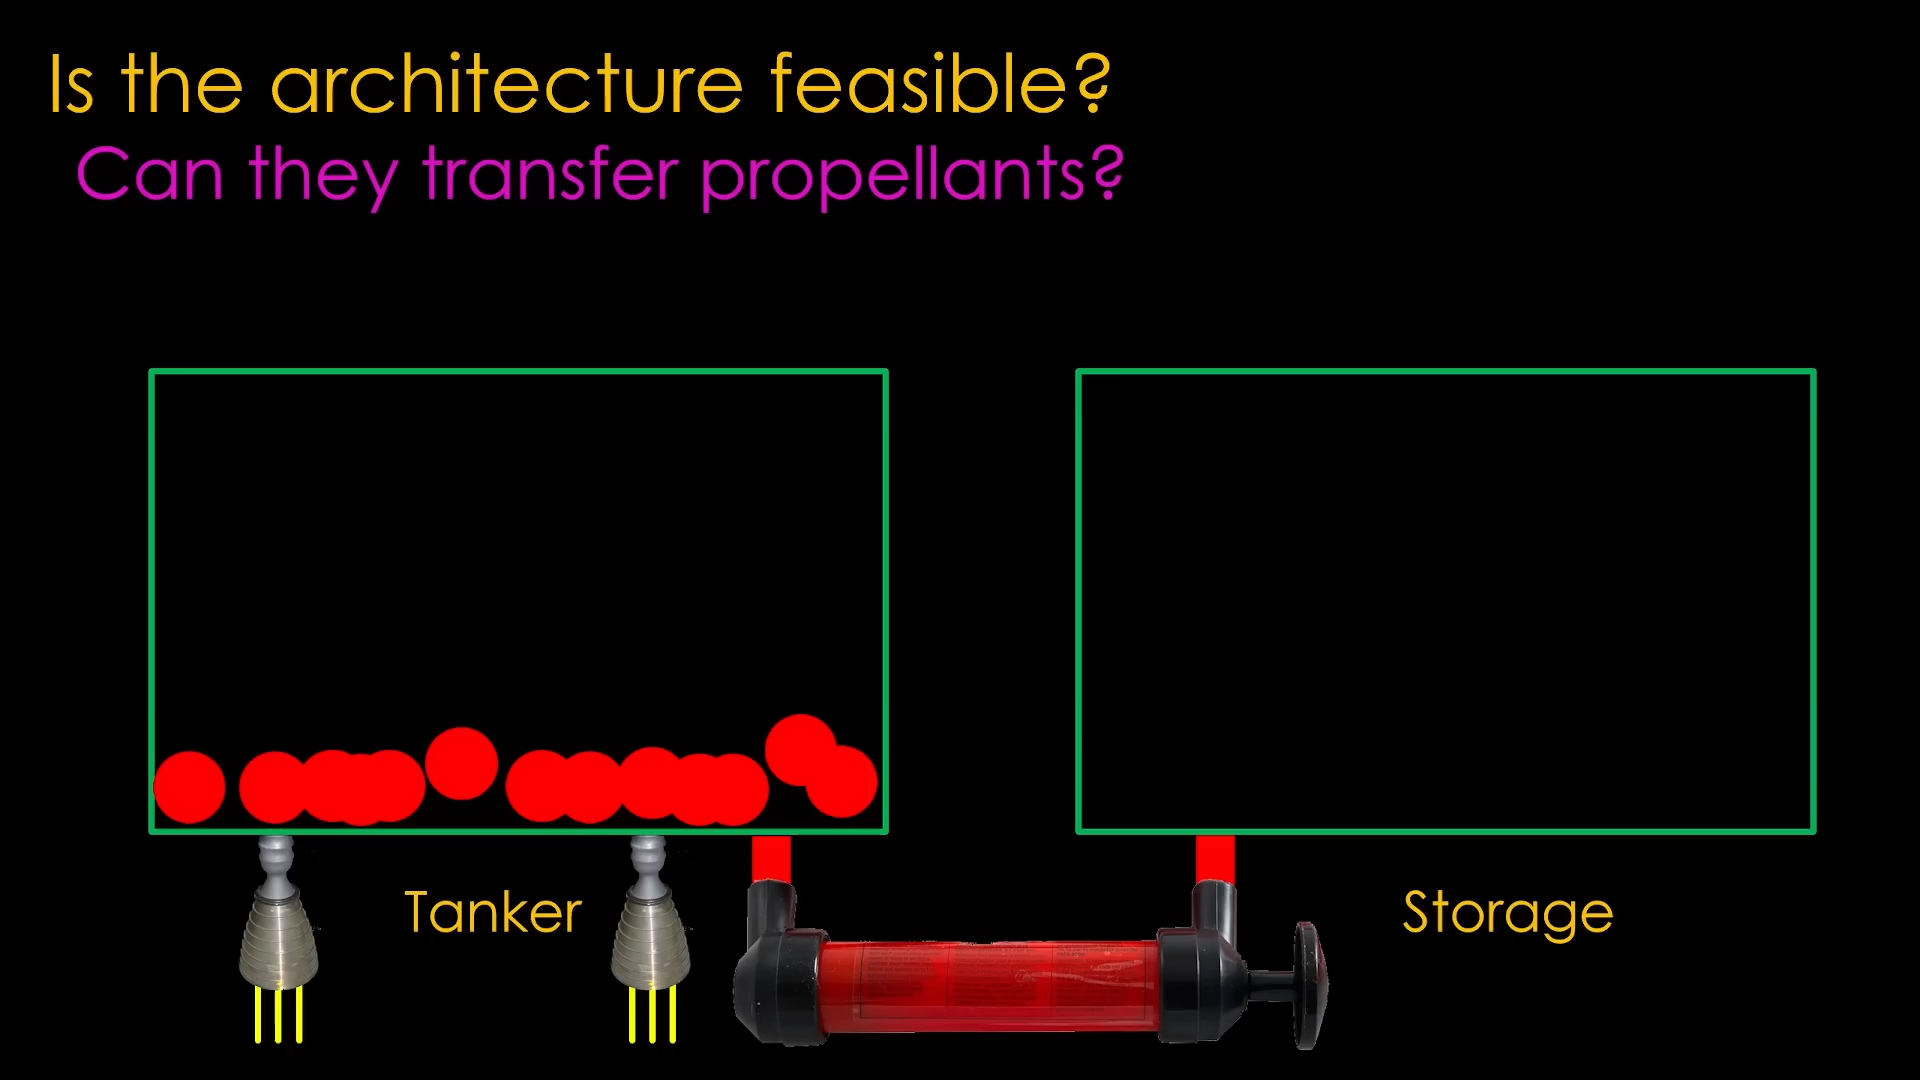 Is the architecture feasible?
Can they transfer propellants?
Tanker
Storage